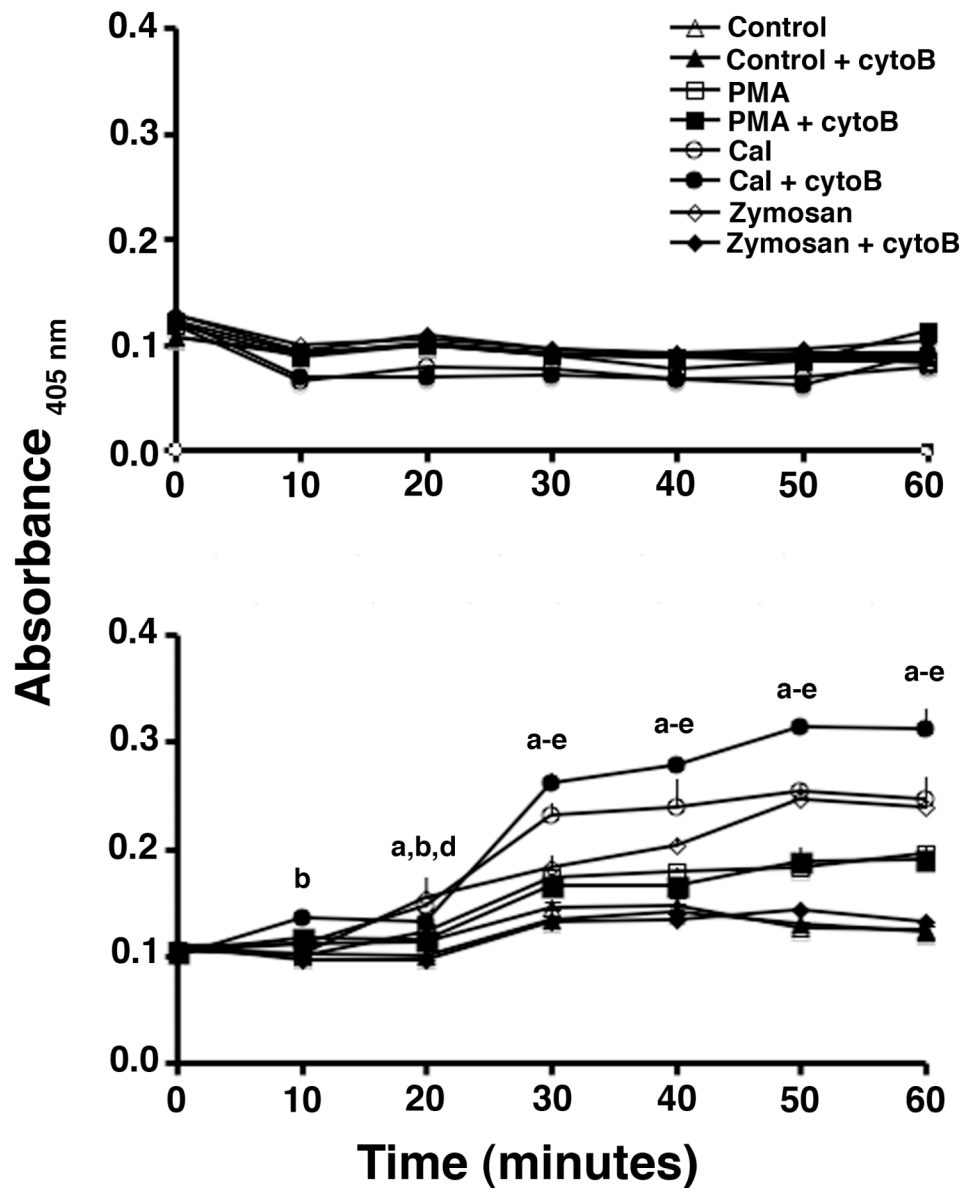 0.4
0.3
0.2
0.1
0.0
0 10 20 30 40 50 60
Control
Control + cytoB
PMA
PMA + cytoB
Cal
Cal + cytoB
Zymosan
Zymosan + cytoB
Absorbance 405 nm
0.4
0.3
0.2
0.1
0.0
b
a,b,d
a-e
a-e
a-e
a-e
0 10 20 30 40 50 60
Time (minutes)